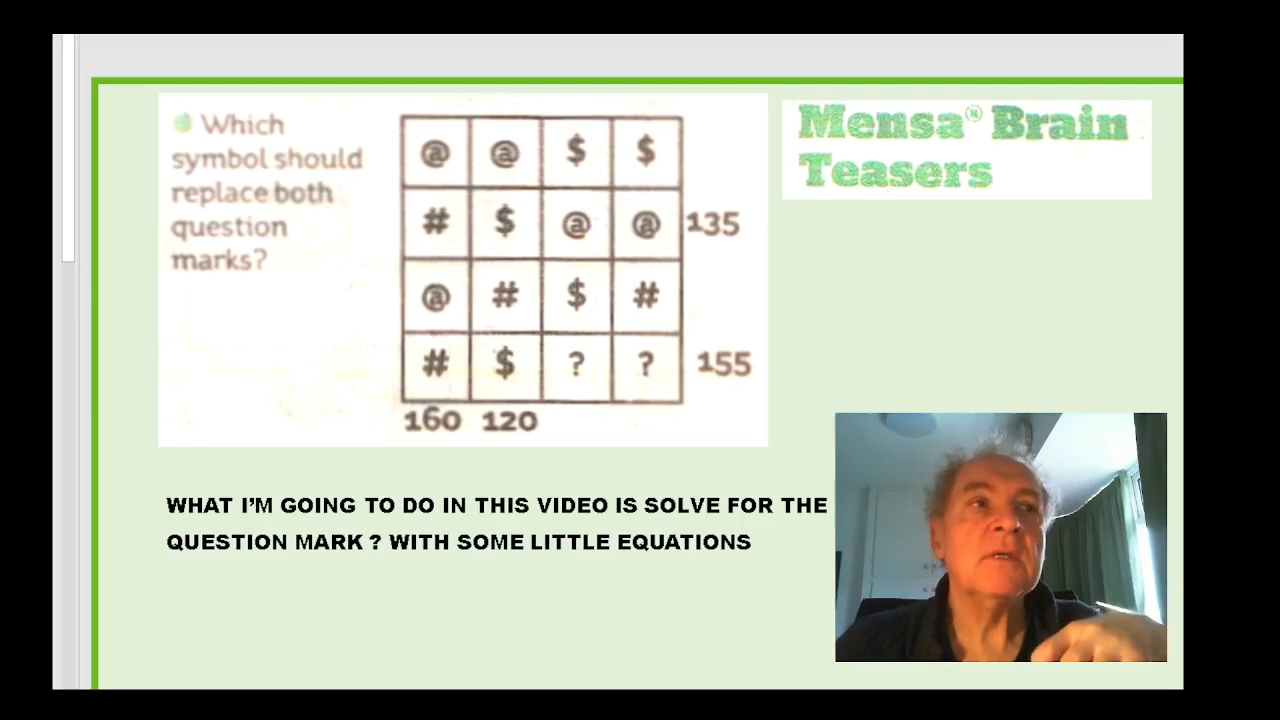 Which
symbol should
replace both
question
marks?
@ @ $ $
# $ @ @ 135
@ # $ #
# $ ? ? 155
160 120
Mensa® Brain
Teasers
WHAT I'M GOING TO DO IN THIS VIDEO IS SOLVE FOR THE
QUESTION MARK ? WITH SOME LITTLE EQUATIONS